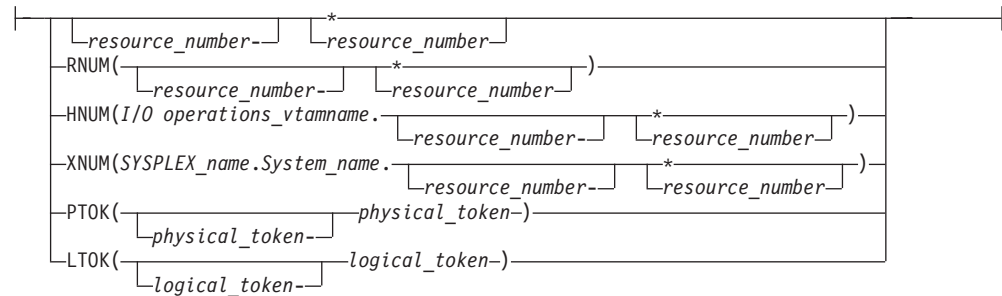 *
resource_number- resource_number
RNUM( * )
resource_number- resource_number
HNUM(I/O operations_vtamname. * )
resource_number- resource_number
XNUM(SYSPLEX_name.System_name. * )
resource_number- resource_number
PTOK( physical_token )
physical_token-
LTOK( logical_token )
logical_token-